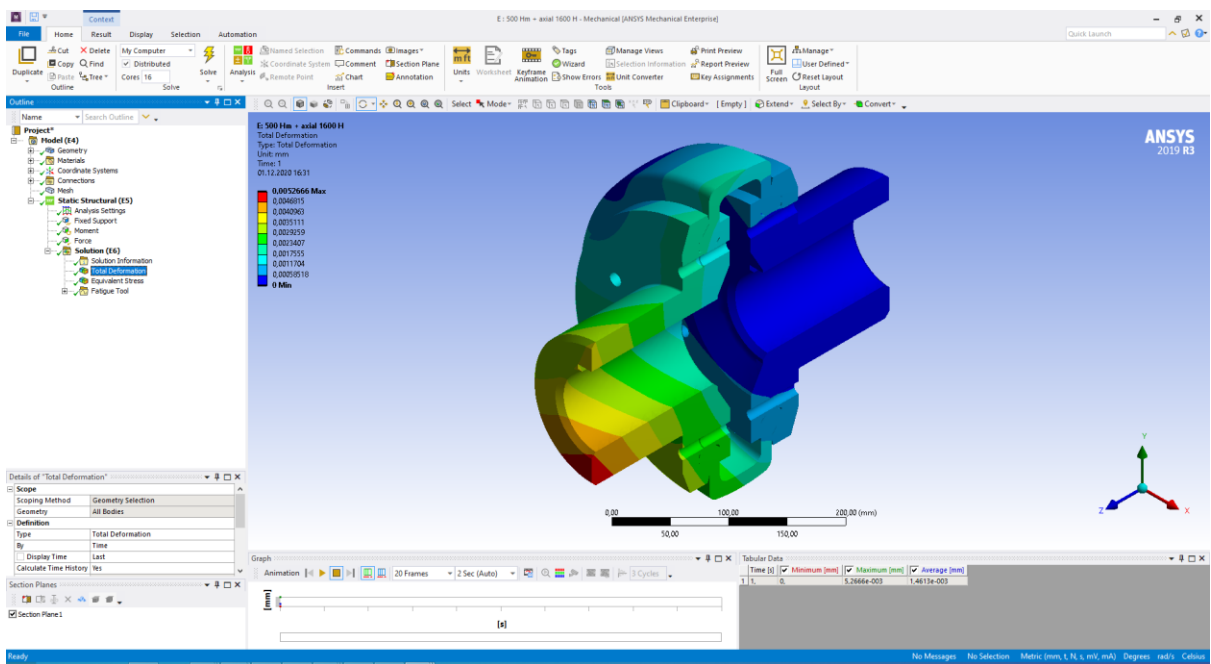 Context
E : 500 Hm + axial 1600 H - Mechanical [ANSYS Mechanical Enterprise]
File Home Result Display Selection Automation
Quick Launch
Duplicate
Cut
Copy
Paste
Delete
Find
Tree
Outline
My Computer
Distributed
Cores 16
Solve
Solve
Analysis
Named Selection
Coordinate System
Remote Point
Commands
Comment
Chart
Images
Section Plane
Annotation
Insert
Units
Worksheet
Keyframe
Animation
Tags
Wizard
Show Errors
Manage Views
Selection Information
Unit Converter
Print Preview
Report Preview
Key Assignments
Tools
Full
Screen
Manage
User Defined
Reset Layout
Layout
Outline
Select Mode Clipboard [Empty] Extend Select By Convert
Name Search Outline
Project*
Model (E4)
Geometry
Materials
Coordinate Systems
Connections
Mesh
Static Structural (E5)
Analysis Settings
Fixed Support
Moment
Force
Solution (E6)
Solution Information
Total Deformation
Equivalent Stress
Fatigue Tool
E: 500 Hm + axial 1600 H
Total Deformation
Type: Total Deformation
Unit: mm
Time: 1
01.12.2020 16:31
0,0052666 Max
0,0046815
0,0040963
0,0035111
0,0029259
0,0023407
0,0017555
0,0011704
0,00058518
0 Min
ANSYS
2019 R3
Y
Z
X
0,00 100,00 200,00 (mm)
50,00 150,00
Details of "Total Deformation"
Scope
Scoping Method Geometry Selection
Geometry All Bodies
Definition
Type Total Deformation
By Time
Display Time Last
Calculate Time History Yes
Section Planes
Section Plane1
Graph
Animation 20 Frames 2 Sec (Auto) 3 Cycles
[mm]
[s]
Tabular Data
Time [s] Minimum [mm] Maximum [mm] Average [mm]
1 1, 0, 5,2666e-003 1,4613e-003
Ready
No Messages No Selection Metric (mm, t, N, s, mV, mA) Degrees rad/s Celsius